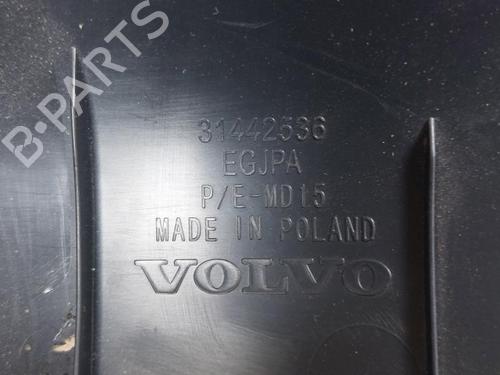 B-PARTS
31442536
EGJPA
P/E-MD15
MADE IN POLAND
VOLVO